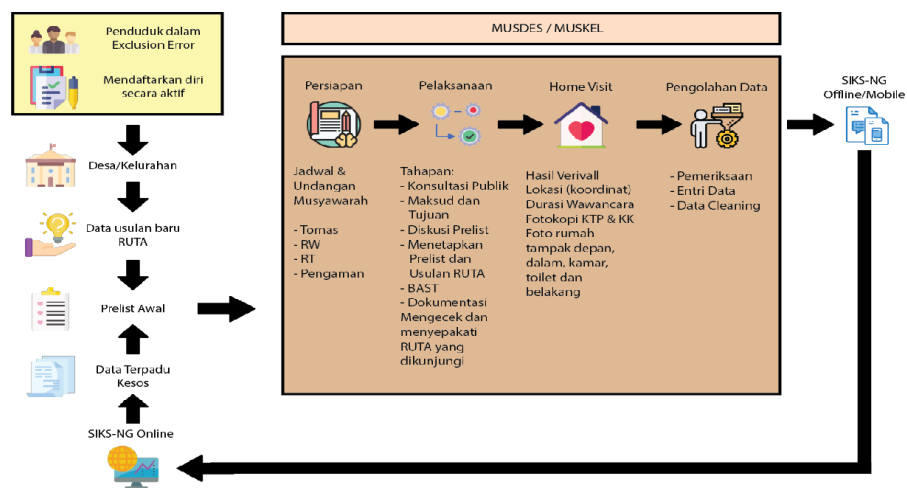 Penduduk dalam
Exclusion Error
Mendaftarkan diri
secara aktif
Desa/Kelurahan
Data usulan baru
RUTA
Prelist Awal
Data Terpadu
Kesos
SIKS-NG Online
MUSDES / MUSKEL
Persiapan
Jadwal &
Undangan
Musyawarah
- Tomas
- RW
- RT
- Pengaman
Pelaksanaan
Tahapan:
- Konsultasi Publik
- Maksud dan
Tujuan
- Diskusi Prelist
- Menetapkan
Prelist dan
Usulan RUTA
- BAST
- Dokumentasi
Mengecek dan
menyepakati
RUTA yang
dikunjungi
Home Visit
Hasil Verivall
Lokasi (koordinat)
Durasi Wawancara
Fotokopi KTP & KK
Foto rumah
tampak depan,
dalam, kamar,
toilet dan
belakang
Pengolahan Data
- Pemeriksaan
- Entri Data
- Data Cleaning
SIKS-NG
Offline/Mobile